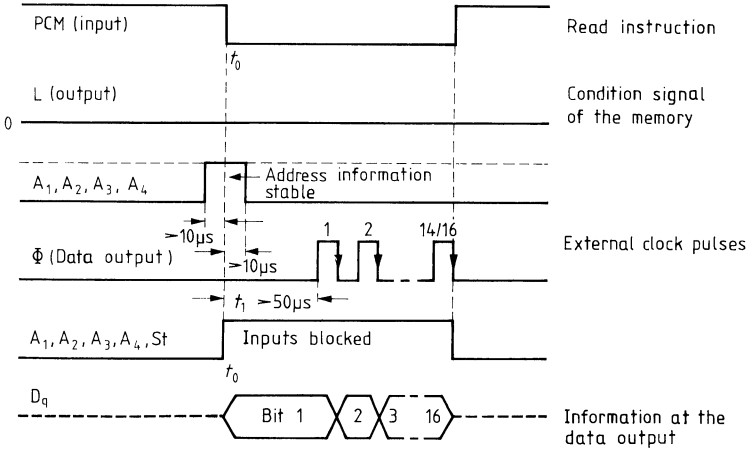 PCM (input)
Read instruction
t0
L (output)
Condition signal
of the memory
0
A1, A2, A3, A4
Address information
stable
>10µs
1
2
14/16
Φ (Data output)
External clock pulses
>10µs
t1 >50µs
A1, A2, A3, A4, St
Inputs blocked
t0
Dq
Bit 1
2
3
16
Information at the
data output